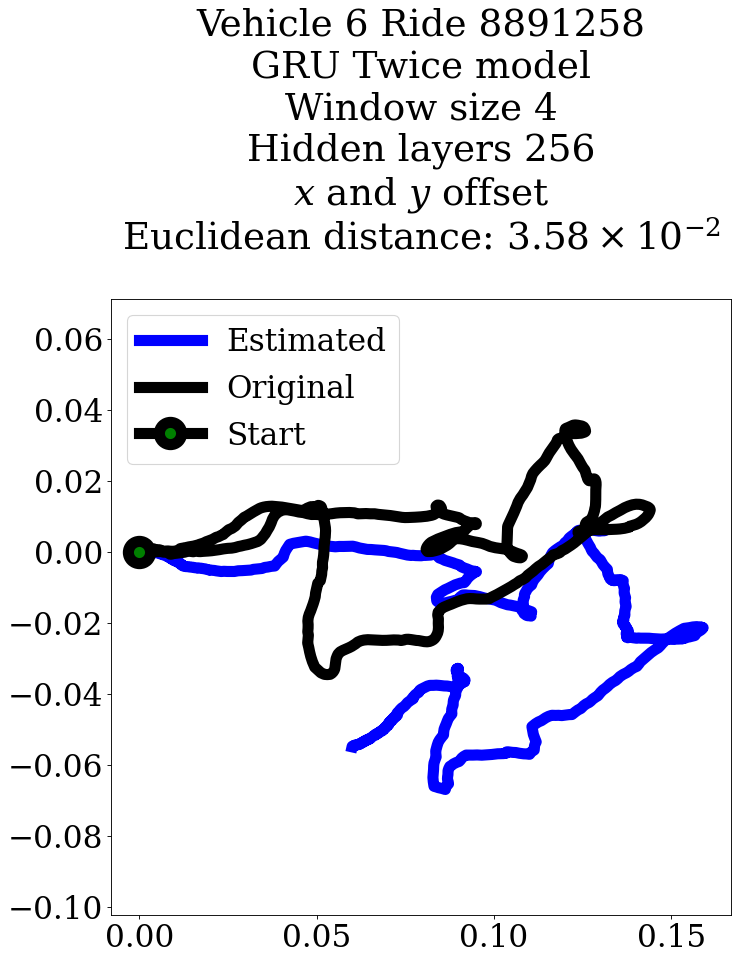 Vehicle 6 Ride 8891258
GRU Twice model
Window size 4
Hidden layers 256
x and y offset
Euclidean distance: 3.58 × 10⁻²
Estimated
Original
Start
0.06
0.04
0.02
0.00
−0.02
−0.04
−0.06
−0.08
−0.10
0.00 0.05 0.10 0.15